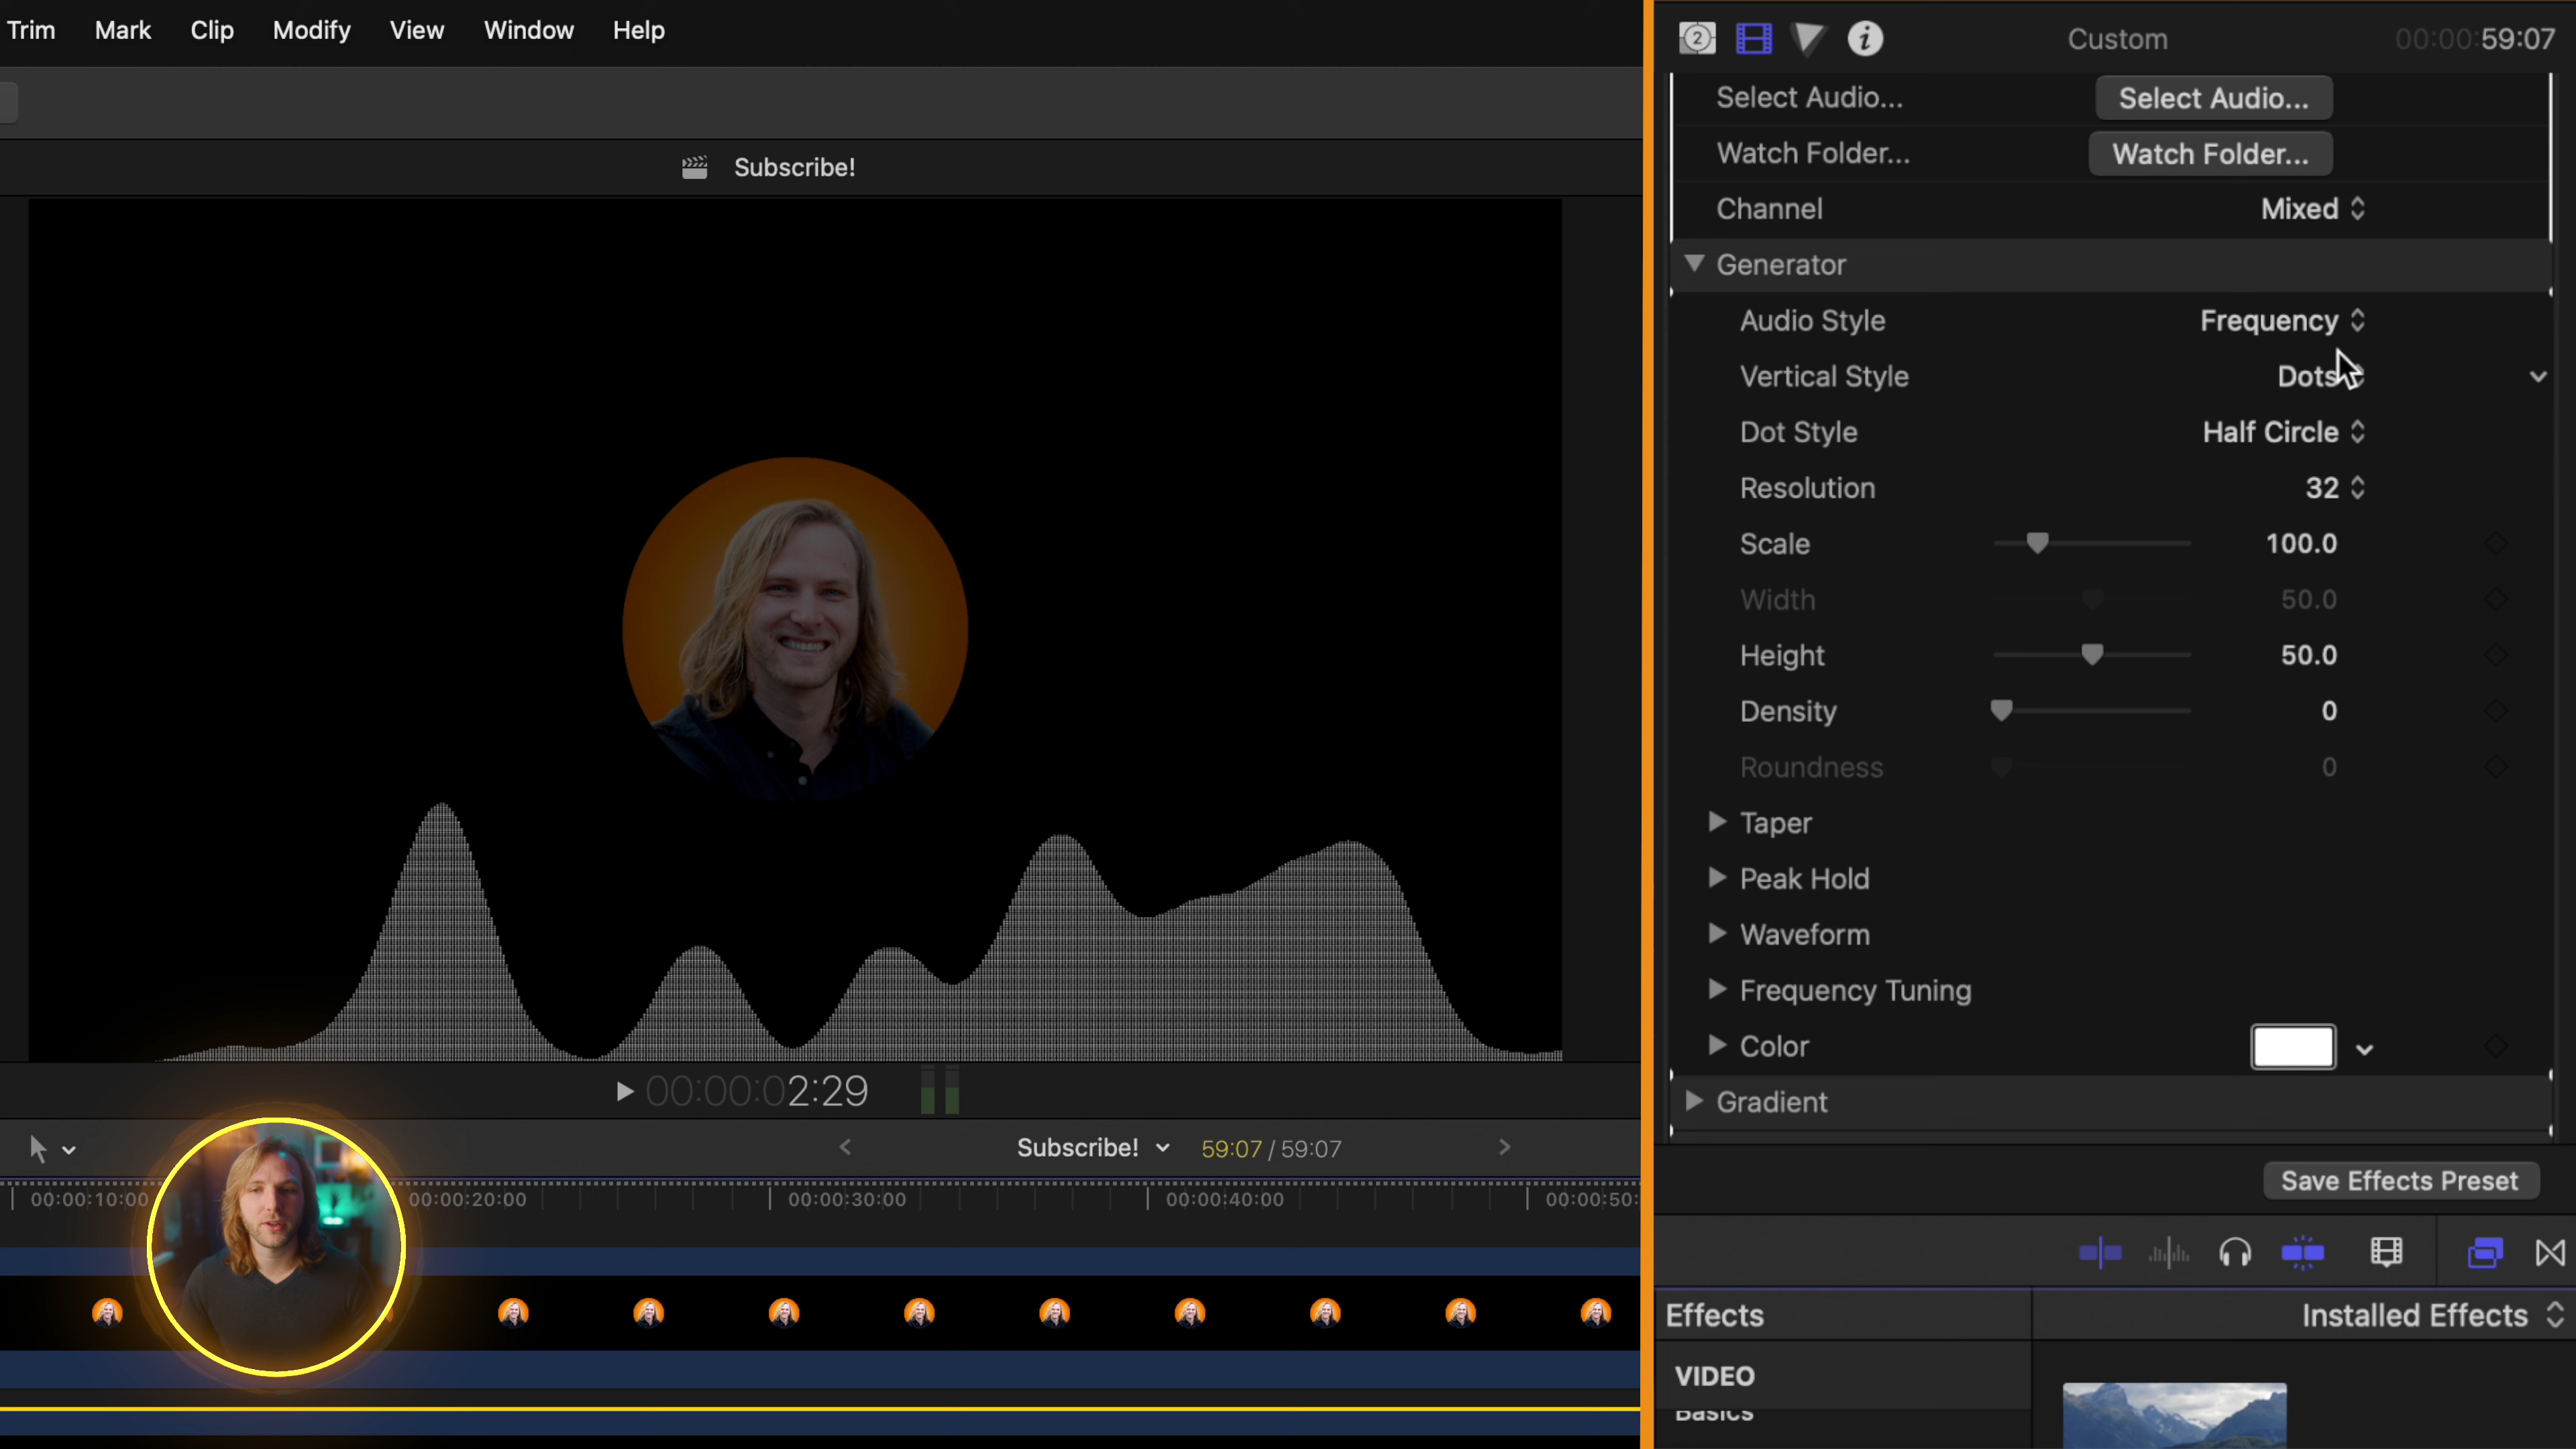 Trim Mark Clip Modify View Window Help
Subscribe!
00:00:02:29
Subscribe! 59:07 / 59:07
00:00:10:00 00:00:20:00 00:00:30:00 00:00:40:00 00:00:50:
2 i Custom 00:00:59:07
Select Audio... Select Audio...
Watch Folder... Watch Folder...
Channel Mixed
Generator
Audio Style Frequency
Vertical Style Dots
Dot Style Half Circle
Resolution 32
Scale 100.0
Width 50.0
Height 50.0
Density 0
Roundness 0
Taper
Peak Hold
Waveform
Frequency Tuning
Color
Gradient
Save Effects Preset
Effects Installed Effects
VIDEO
Basics